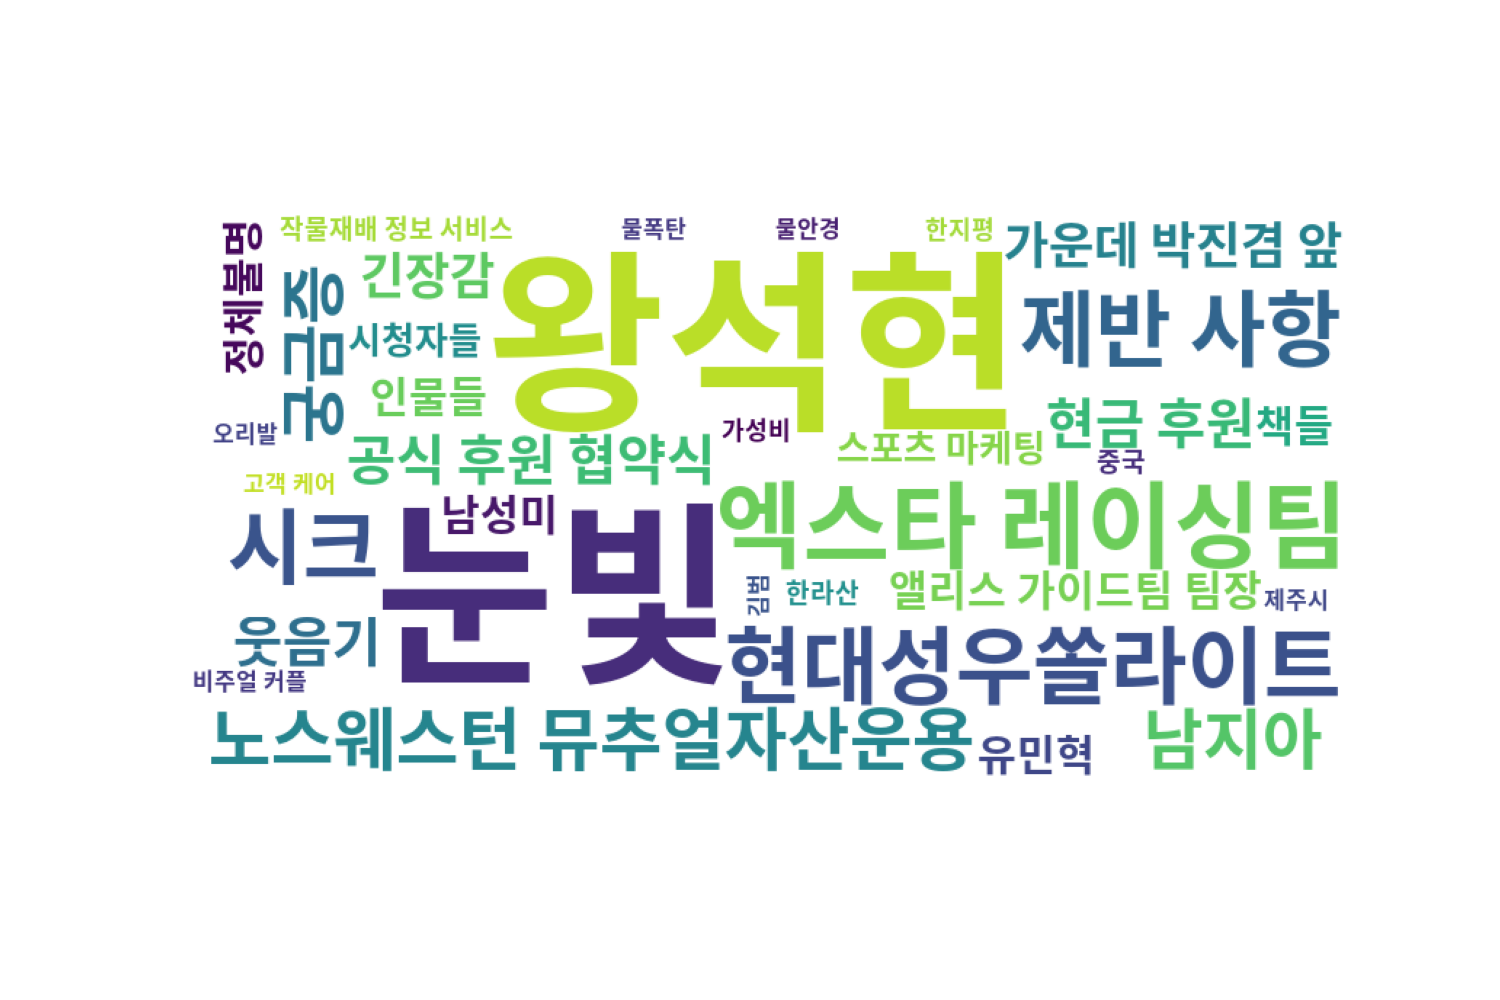 작물재배 정보 서비스
물폭탄
물안경
한지평
가운데 박진겸 앞
정체불명
궁금증
긴장감
왕석현
제반 사항
시청자들
인물들
오리발
가성비
현금 후원
책들
공식 후원 협약식
스포츠 마케팅
중국
고객 케어
남성미
시크
눈빛
엑스타 레이싱팀
김범
한라산
앨리스 가이드팀 팀장
제주시
웃음기
현대성우쏠라이트
비주얼 커플
노스웨스턴 뮤추얼자산운용
유민혁
남지아